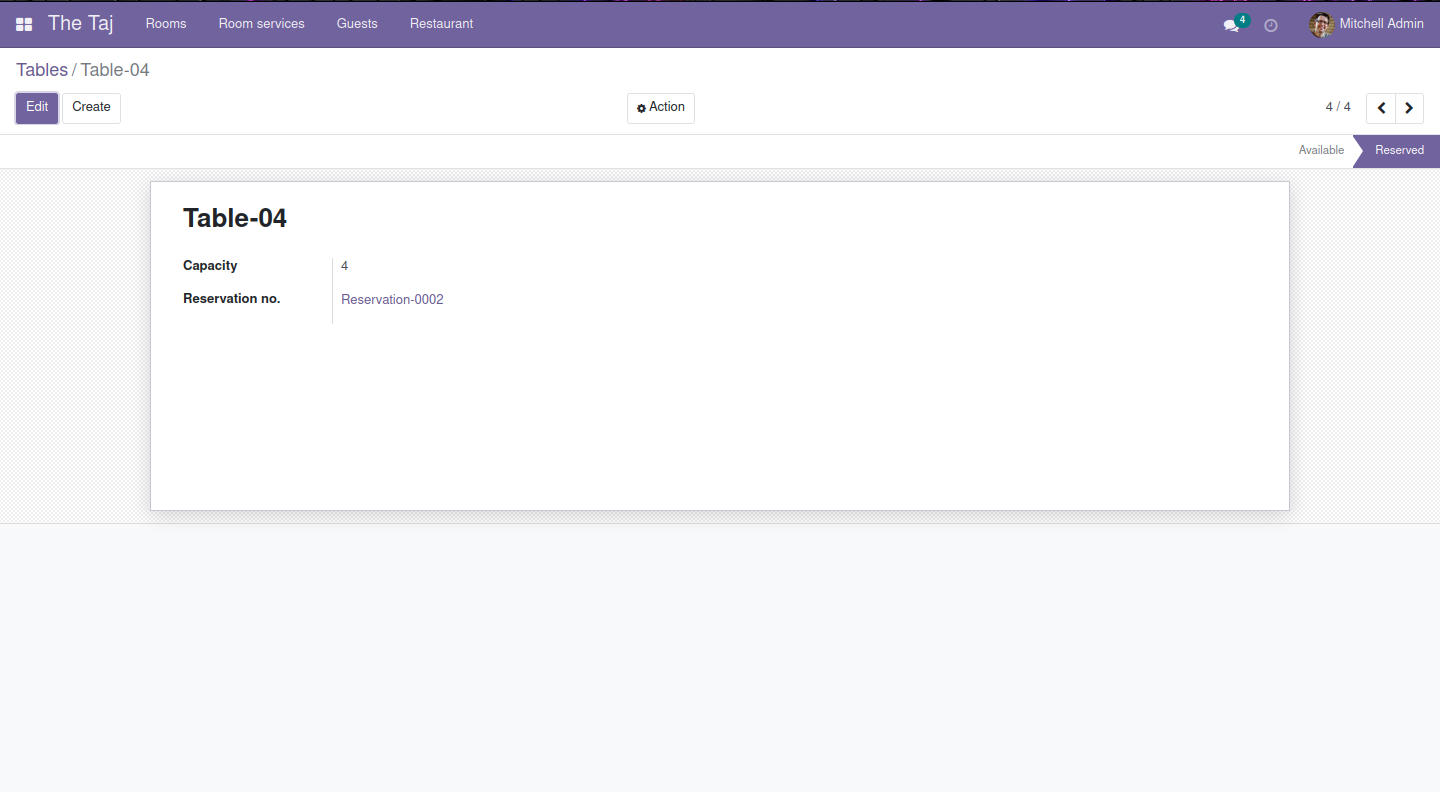 The Taj Rooms Room services Guests Restaurant 4 Mitchell Admin
Tables / Table-04
Edit Create Action 4 / 4
Available Reserved
Table-04
Capacity 4
Reservation no. Reservation-0002